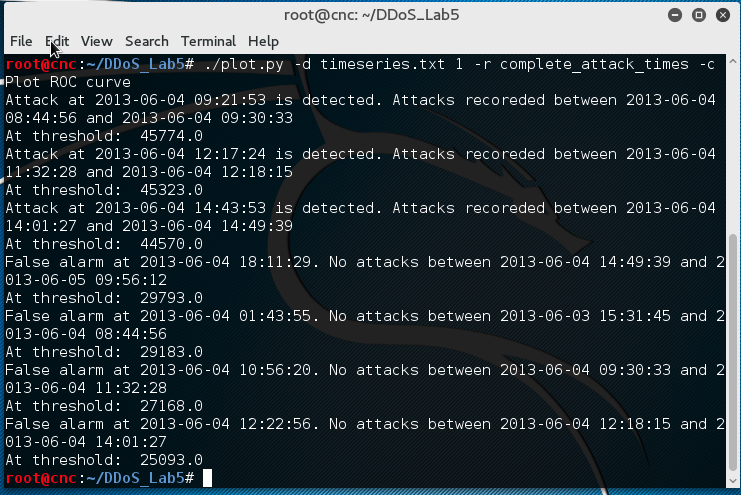 root@cnc: ~/DDoS_Lab5
File Edit View Search Terminal Help
root@cnc:~/DDoS_Lab5# ./plot.py -d timeseries.txt 1 -r complete_attack_times -c
Plot ROC curve
Attack at 2013-06-04 09:21:53 is detected. Attacks recoreded between 2013-06-04
08:44:56 and 2013-06-04 09:30:33
At threshold:  45774.0
Attack at 2013-06-04 12:17:24 is detected. Attacks recoreded between 2013-06-04
11:32:28 and 2013-06-04 12:18:15
At threshold:  45323.0
Attack at 2013-06-04 14:43:53 is detected. Attacks recoreded between 2013-06-04
14:01:27 and 2013-06-04 14:49:39
At threshold:  44570.0
False alarm at 2013-06-04 18:11:29. No attacks between 2013-06-04 14:49:39 and 2
013-06-05 09:56:12
At threshold:  29793.0
False alarm at 2013-06-04 01:43:55. No attacks between 2013-06-03 15:31:45 and 2
013-06-04 08:44:56
At threshold:  29183.0
False alarm at 2013-06-04 10:56:20. No attacks between 2013-06-04 09:30:33 and 2
013-06-04 11:32:28
At threshold:  27168.0
False alarm at 2013-06-04 12:22:56. No attacks between 2013-06-04 12:18:15 and 2
013-06-04 14:01:27
At threshold:  25093.0
root@cnc:~/DDoS_Lab5#